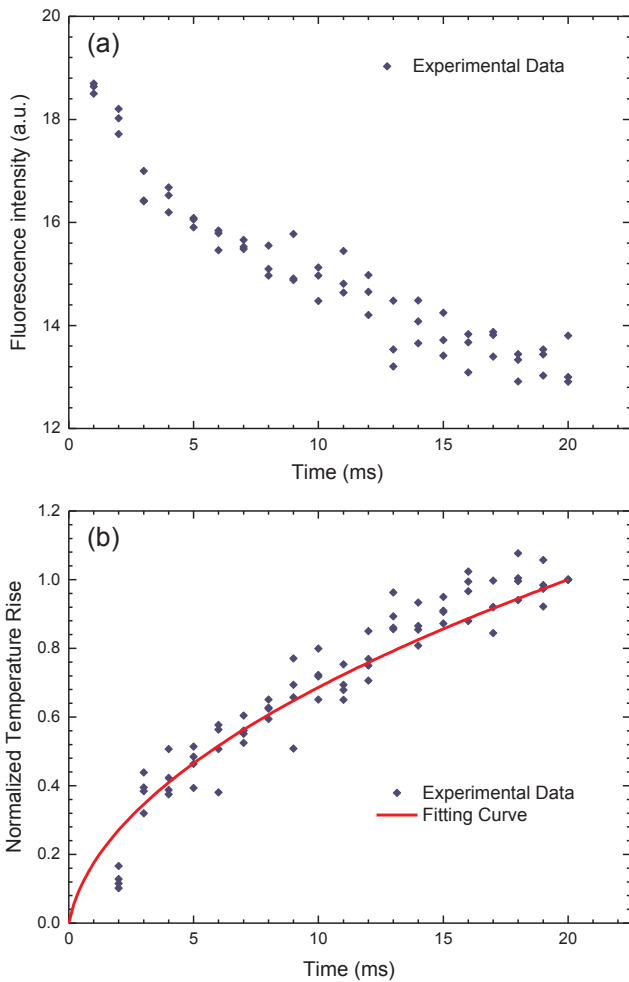 20
(a)
Experimental Data
18
16
14
12
Fluorescence intensity (a.u.)
0 5 10 15 20
Time (ms)
1.2
(b)
1.0
0.8
0.6
0.4
0.2
0.0
Normalized Temperature Rise
Experimental Data
Fitting Curve
0 5 10 15 20
Time (ms)